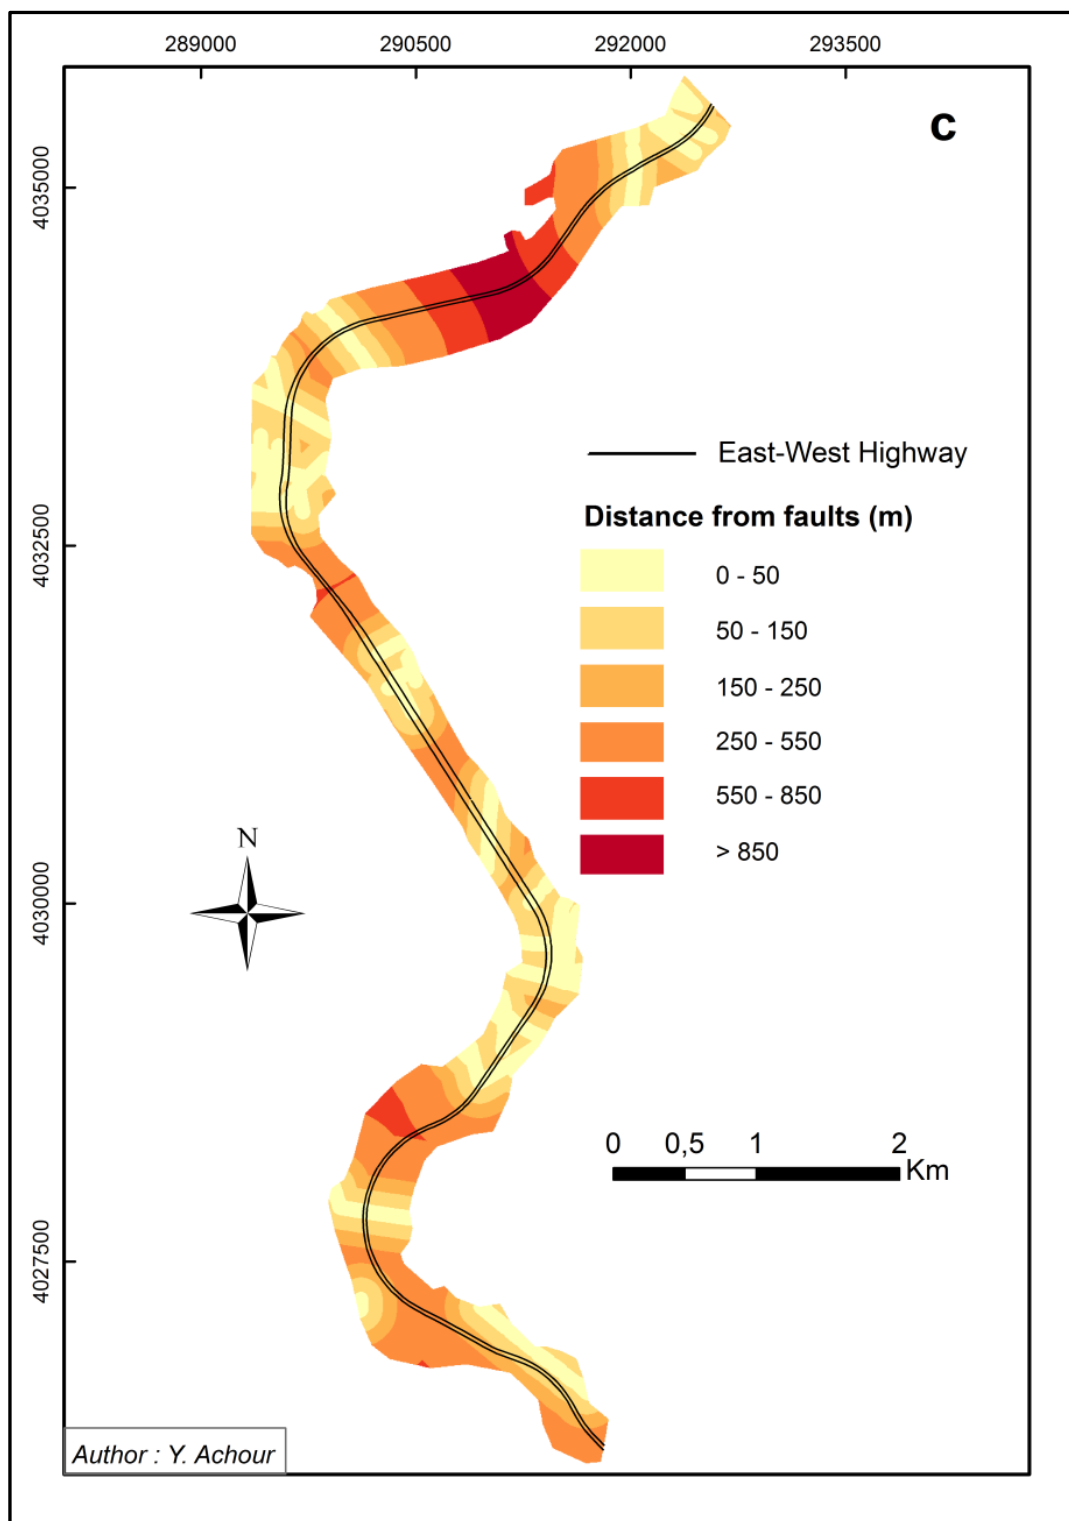 289000 290500 292000 293500
C
4035000
4032500
4030000
4027500
East-West Highway
Distance from faults (m)
0 - 50
50 - 150
150 - 250
250 - 550
550 - 850
> 850
N
0 0,5 1 2
Km
Author : Y. Achour